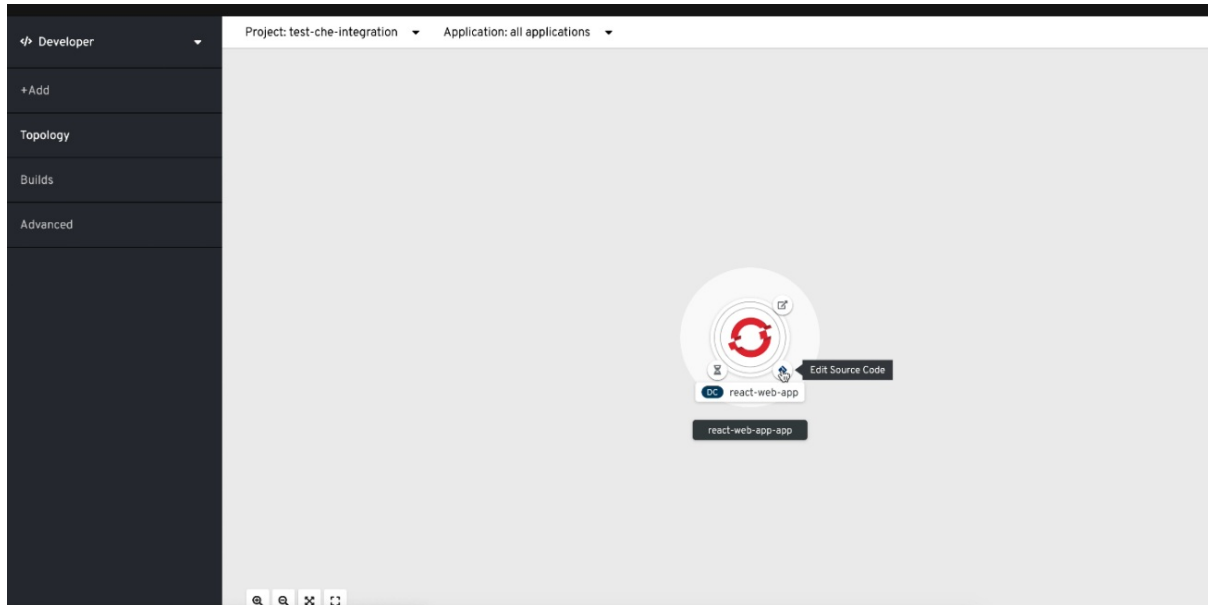 </> Developer
Project: test-che-integration
Application: all applications
+Add
Topology
Builds
Advanced
Edit Source Code
DC react-web-app
react-web-app-app